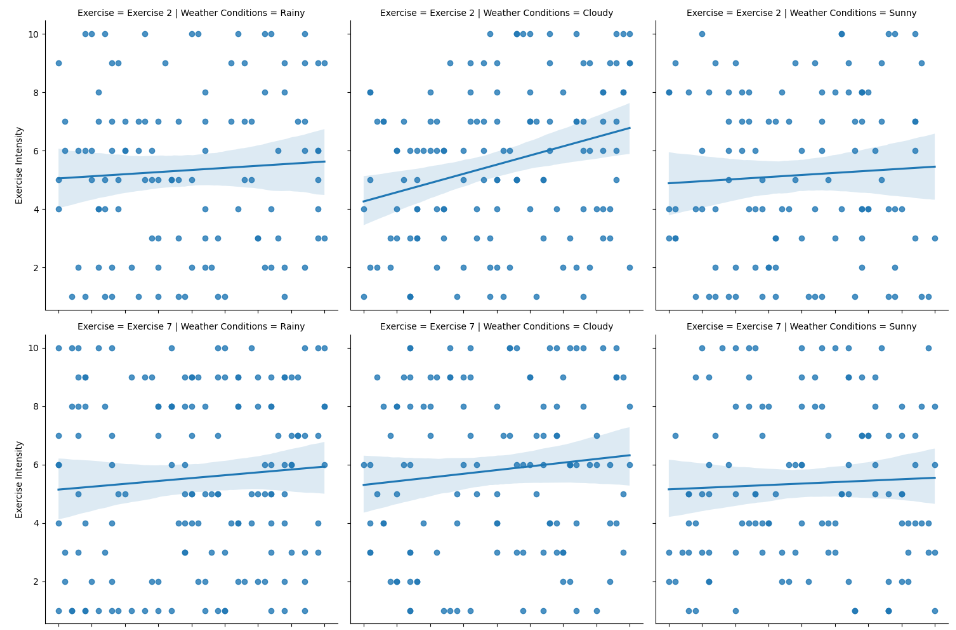 Exercise = Exercise 2 | Weather Conditions = Rainy
Exercise = Exercise 2 | Weather Conditions = Cloudy
Exercise = Exercise 2 | Weather Conditions = Sunny
10
8
6
4
2
Exercise Intensity
Exercise = Exercise 7 | Weather Conditions = Rainy
Exercise = Exercise 7 | Weather Conditions = Cloudy
Exercise = Exercise 7 | Weather Conditions = Sunny
10
8
6
4
2
Exercise Intensity